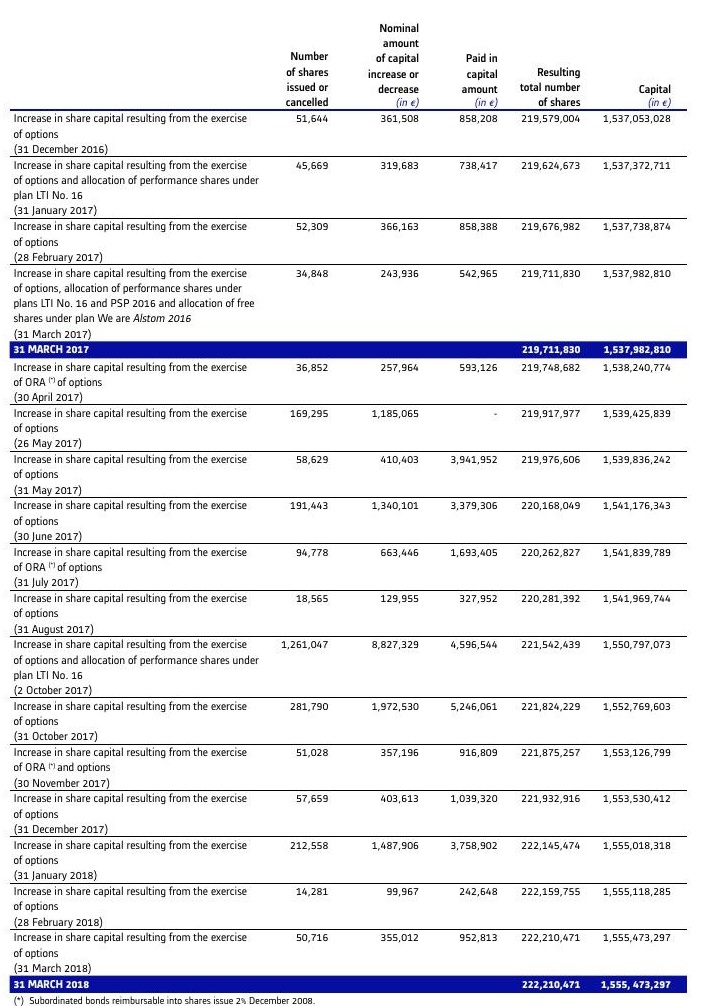 Nominal
amount
Number of capital Paid in
of shares increase or capital Resulting
issued or decrease amount total number Capital
cancelled (in €) (in €) of shares (in €)
Increase in share capital resulting from the exercise 51,644 361,508 858,208 219,579,004 1,537,053,028
of options
(31 December 2016)
Increase in share capital resulting from the exercise 45,669 319,683 738,417 219,624,673 1,537,372,711
of options and allocation of performance shares under
plan LTI No. 16
(31 January 2017)
Increase in share capital resulting from the exercise 52,309 366,163 858,388 219,676,982 1,537,738,874
of options
(28 February 2017)
Increase in share capital resulting from the exercise 34,848 243,936 542,965 219,711,830 1,537,982,810
of options, allocation of performance shares under
plans LTI No. 16 and PSP 2016 and allocation of free
shares under plan We are Alstom 2016
(31 March 2017)
31 MARCH 2017 219,711,830 1,537,982,810
Increase in share capital resulting from the exercise 36,852 257,964 593,126 219,748,682 1,538,240,774
of ORA (*) of options
(30 April 2017)
Increase in share capital resulting from the exercise 169,295 1,185,065 - 219,917,977 1,539,425,839
of options
(26 May 2017)
Increase in share capital resulting from the exercise 58,629 410,403 3,941,952 219,976,606 1,539,836,242
of options
(31 May 2017)
Increase in share capital resulting from the exercise 191,443 1,340,101 3,379,306 220,168,049 1,541,176,343
of options
(30 June 2017)
Increase in share capital resulting from the exercise 94,778 663,446 1,693,405 220,262,827 1,541,839,789
of ORA (*) of options
(31 July 2017)
Increase in share capital resulting from the exercise 18,565 129,955 327,952 220,281,392 1,541,969,744
of options
(31 August 2017)
Increase in share capital resulting from the exercise 1,261,047 8,827,329 4,596,544 221,542,439 1,550,797,073
of options and allocation of performance shares under
plan LTI No. 16
(2 October 2017)
Increase in share capital resulting from the exercise 281,790 1,972,530 5,246,061 221,824,229 1,552,769,603
of options
(31 October 2017)
Increase in share capital resulting from the exercise 51,028 357,196 916,809 221,875,257 1,553,126,799
of ORA (*) and options
(30 November 2017)
Increase in share capital resulting from the exercise 57,659 403,613 1,039,320 221,932,916 1,553,530,412
of options
(31 December 2017)
Increase in share capital resulting from the exercise 212,558 1,487,906 3,758,902 222,145,474 1,555,018,318
of options
(31 January 2018)
Increase in share capital resulting from the exercise 14,281 99,967 242,648 222,159,755 1,555,118,285
of options
(28 February 2018)
Increase in share capital resulting from the exercise 50,716 355,012 952,813 222,210,471 1,555,473,297
of options
(31 March 2018)
31 MARCH 2018 222,210,471 1,555, 473,297
(*) Subordinated bonds reimbursable into shares issue 2% December 2008.